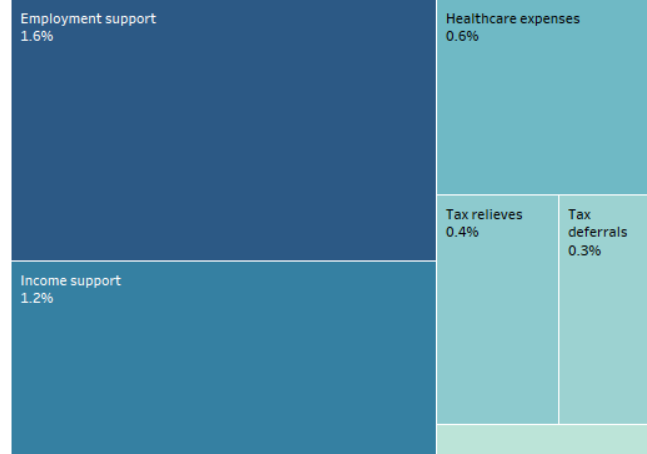 Employment support
1.6%
Healthcare expenses
0.6%
Tax relieves
0.4%
Tax
deferrals
0.3%
Income support
1.2%